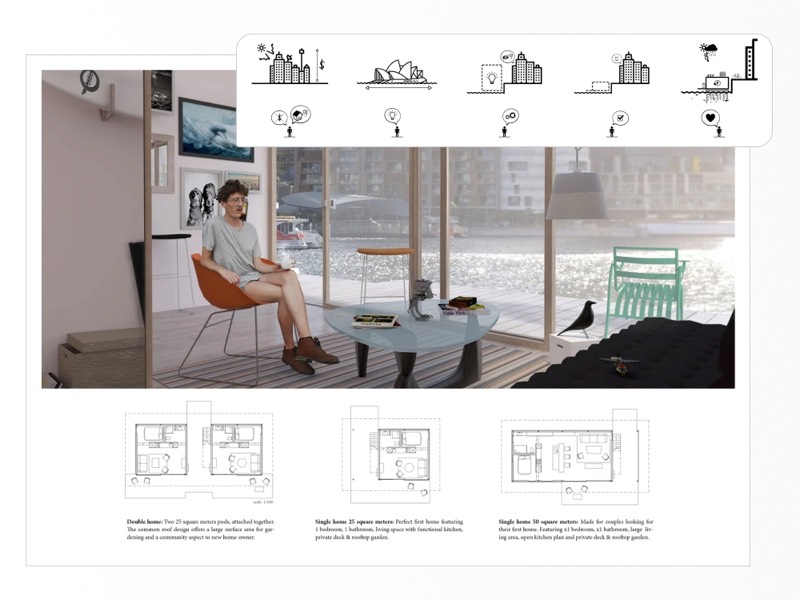 $
$
New York
scale: 1:100
Double home: Two 25 square meters pods, attached together.
The common roof design offers a large surface area for gar-
dening and a community aspect to new home-owner.
Single home 25 square meters: Perfect first home featuring
1 bedroom, 1 bathroom, living space with functional kitchen,
private deck & rooftop garden.
Single home 50 square meters: Made for couples looking for
their first home. Featuring x1 bedroom, x1 bathroom, large liv-
ing area, open kitchen plan and private deck & rooftop garden.